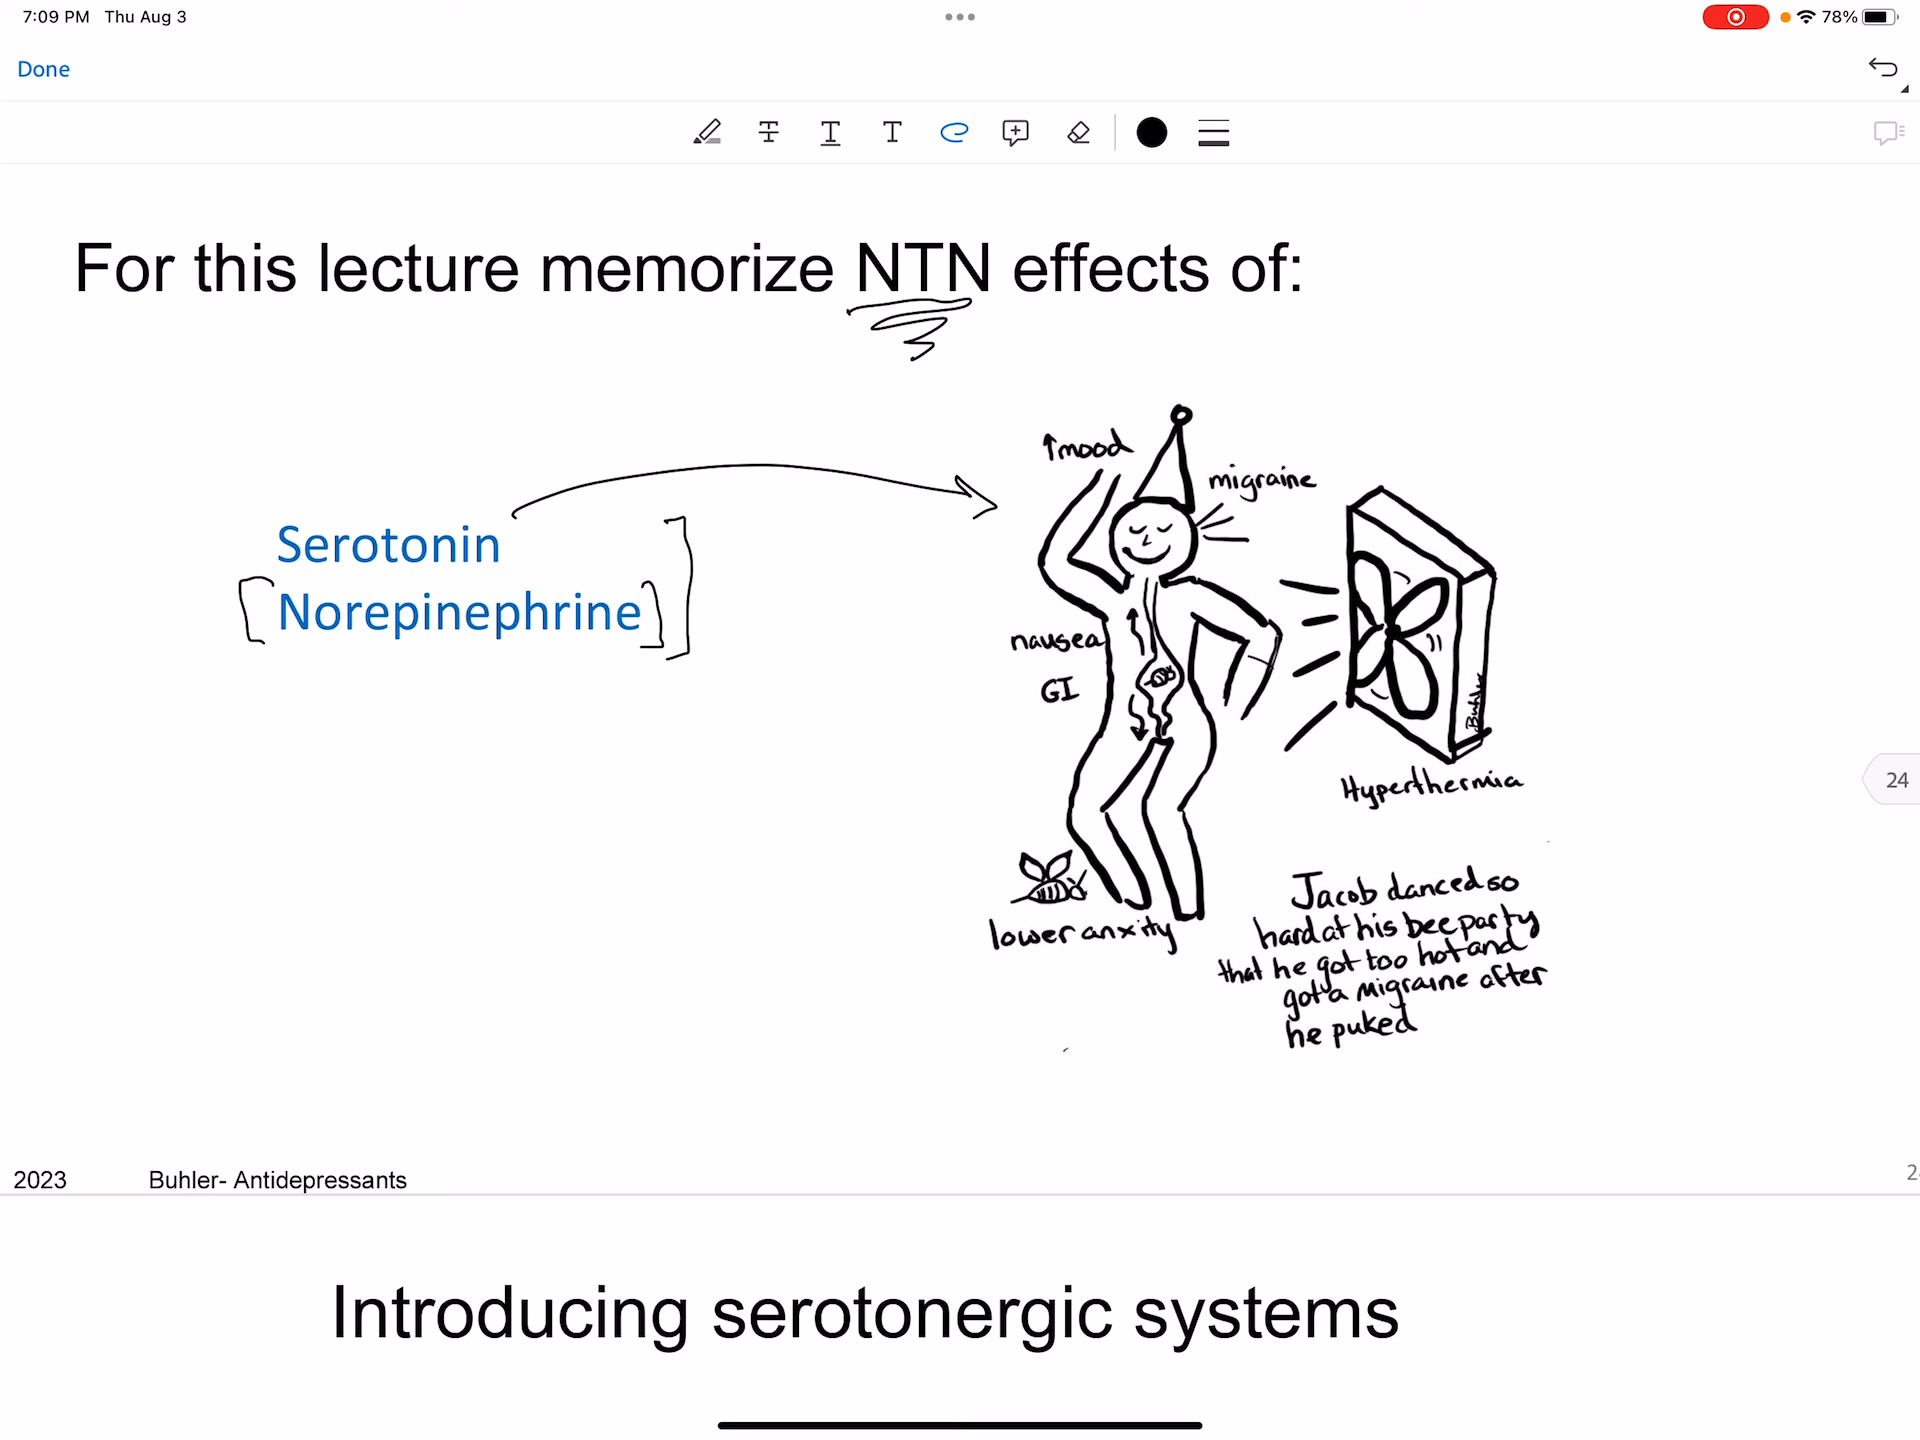 7:09 PM Thu Aug 3
78%
Done
For this lecture memorize NTN effects of:
↑mood
migraine
Serotonin
Norepinephrine
nausea
GI
Buhler
Hyperthermia
24
lower anxity
Jacob danced so
hard at his bee party
that he got too hot and
got a migraine after
he puked
2023 Buhler- Antidepressants
Introducing serotonergic systems